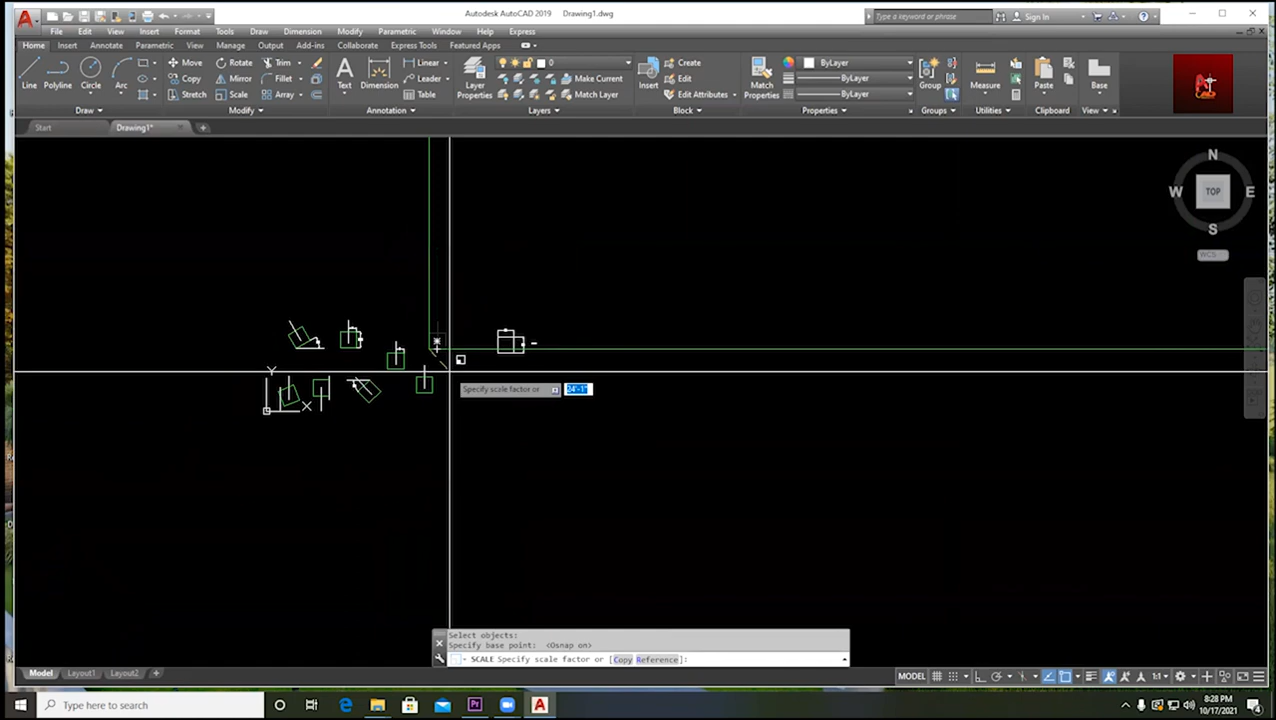 Autodesk AutoCAD 2019 Drawing1.dwg
Type a keyword or phrase
Sign In
File Edit View Insert Format Tools Draw Dimension Modify Parametric Window Help Express
Home Insert Annotate Parametric View Manage Output Add-ins Collaborate Express Tools Featured Apps
Line Polyline Circle Arc
Move Rotate Trim
Copy Mirror Fillet
Stretch Scale Array
Text Dimension
Linear
Leader
Table
Layer Properties
0
Make Current
Match Layer
Insert
Create
Edit
Edit Attributes
Match Properties
ByLayer
ByLayer
ByLayer
Group
Measure
Paste
Base
Draw Modify Annotation Layers Block Properties Groups Utilities Clipboard View
Start Drawing1*
N
W TOP E
S
WCS
Y
X
Specify scale factor or 24'-1"
Select objects:
Specify base point: <Osnap on>
SCALE Specify scale factor or [Copy Reference]:
Model Layout1 Layout2
MODEL 1:1
Type here to search
8:28 PM
10/17/2021